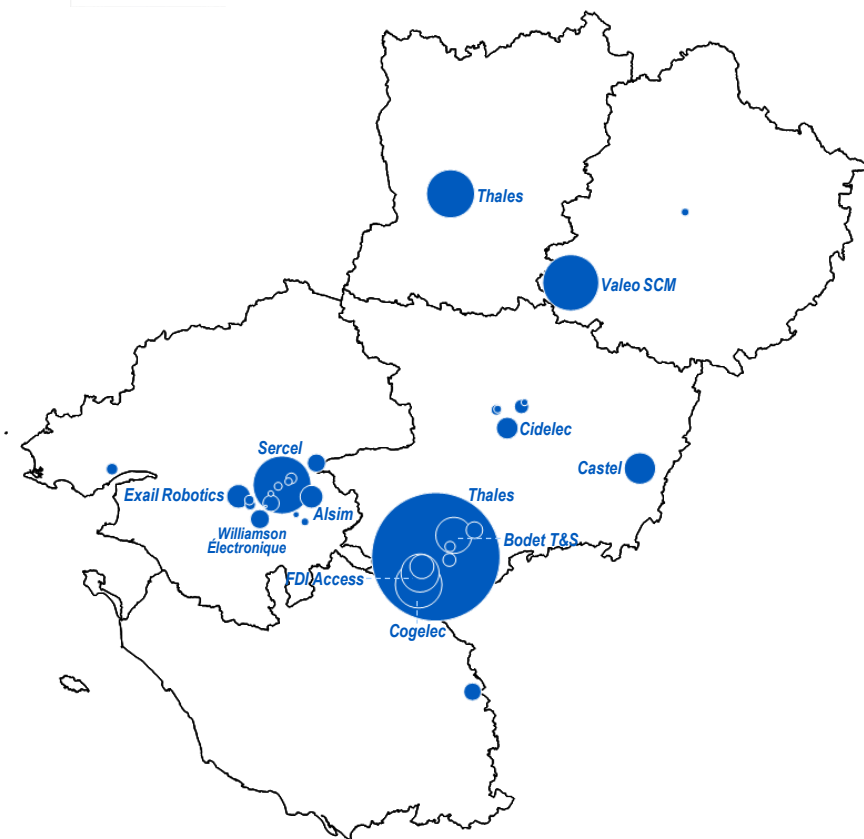 Thales
Valeo SCM
Cidelec
Sercel
Castel
Exail Robotics
Thales
Alsim
Williamson
Électronique
Bodet T&S
FDI Access
Cogelec